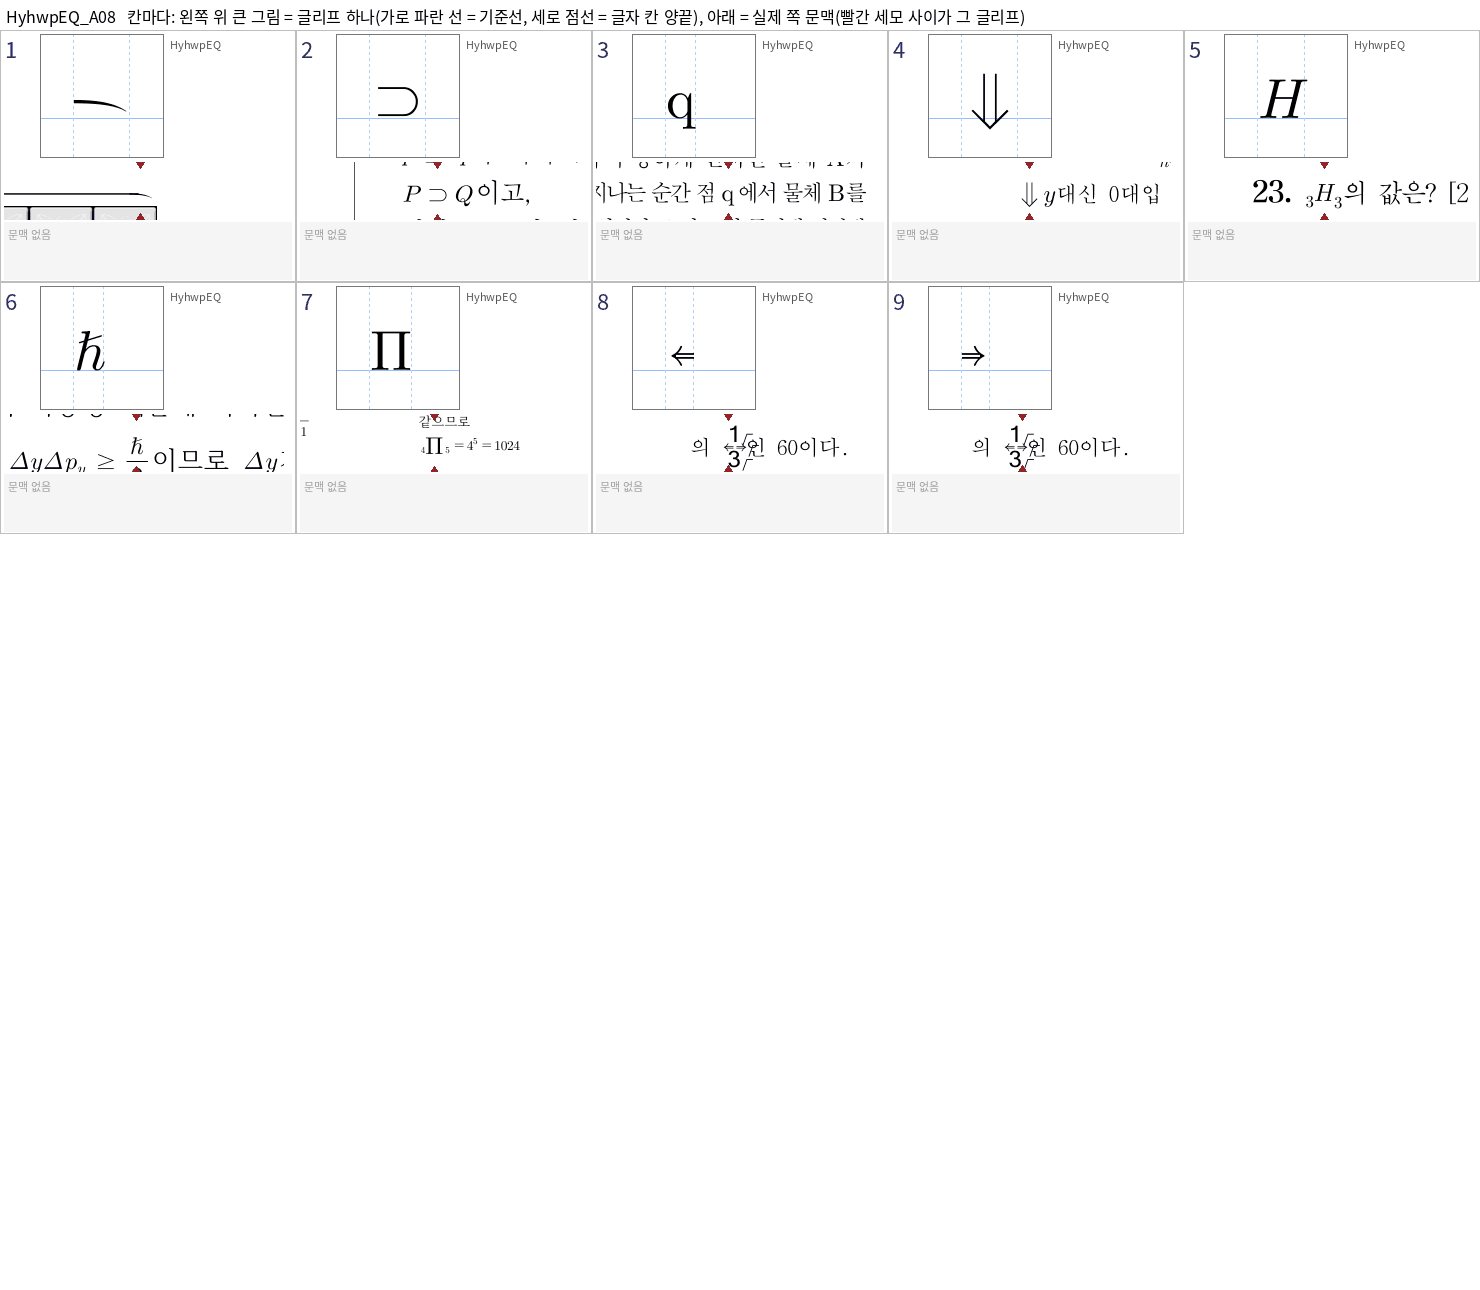 HyhwpEQ_A08 칸마다: 왼쪽 위 큰 그림 = 글리프 하나(가로 파란 선 = 기준선, 세로 점선 = 글자 칸 양끝), 아래 = 실제 쪽 문맥(빨간 세모 사이가 그 글리프)
1 HyhwpEQ
문맥 없음
2 ⊃ HyhwpEQ
P ⊃ Q이고,
문맥 없음
3 q HyhwpEQ
지나는 순간 점 q에서 물체 B를
문맥 없음
4 ⇓ HyhwpEQ
⇓ y대신 0대입
문맥 없음
5 H HyhwpEQ
23. ₃H₃의 값은? [2
문맥 없음
6 ℏ HyhwpEQ
ΔyΔp_y ≥ ℏ/ 이므로 Δy
문맥 없음
7 Π HyhwpEQ
1
같으므로
₄Π₅ = 4⁵ = 1024
문맥 없음
8 ⇐ HyhwpEQ
의 1 3 인 60이다.
문맥 없음
9 ⇒ HyhwpEQ
의 1 3 인 60이다.
문맥 없음